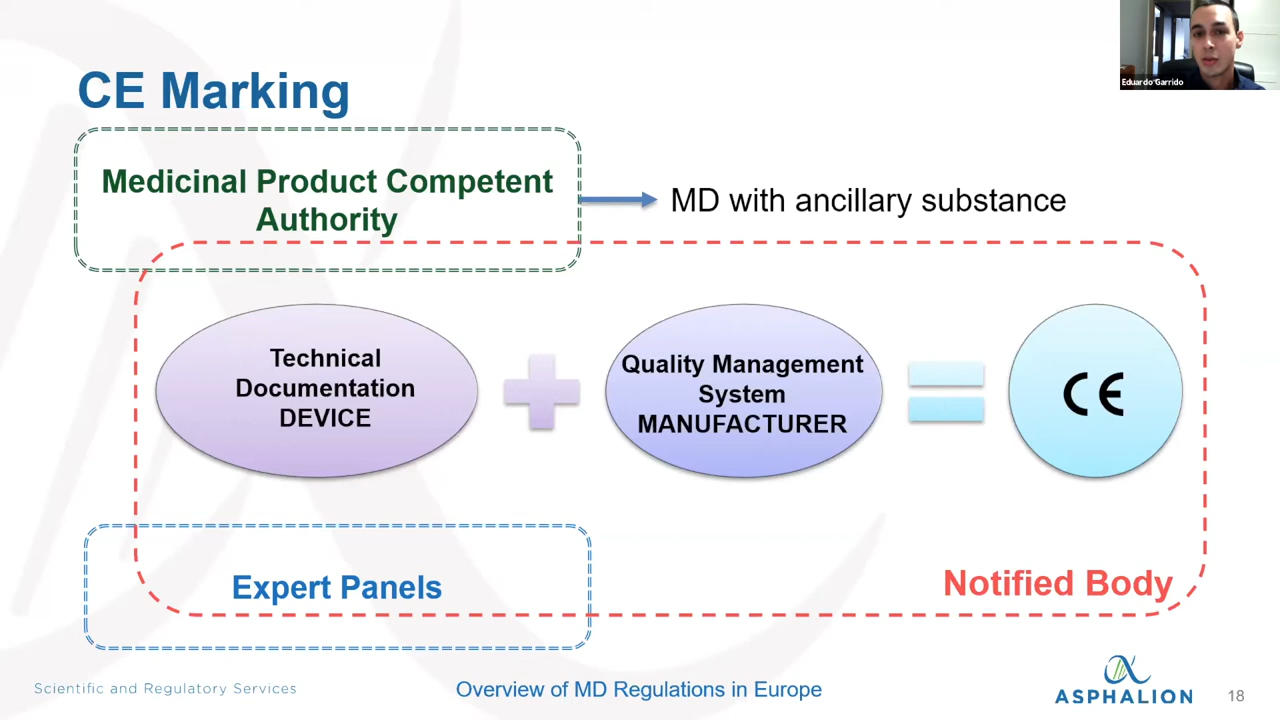 Eduardo Garrido
CE Marking
Medicinal Product Competent
Authority
MD with ancillary substance
Technical
Documentation
DEVICE
Quality Management
System
MANUFACTURER
CE
Expert Panels
Notified Body
Scientific and Regulatory Services
Overview of MD Regulations in Europe
ASPHALION
18